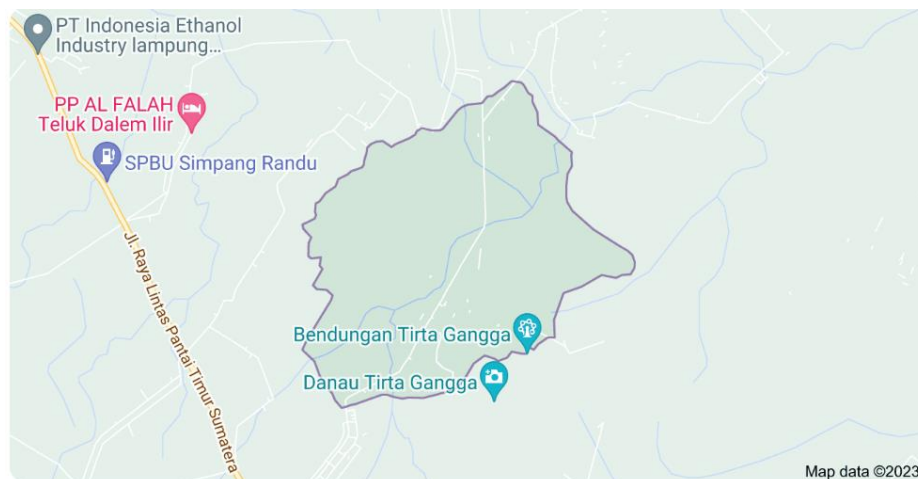 PT Indonesia Ethanol
Industry lampung...
PP AL FALAH
Teluk Dalem Ilir
SPBU Simpang Randu
Jl. Raya Lintas Pantai Timur Sumatera
Bendungan Tirta Gangga
Danau Tirta Gangga
Map data ©2023